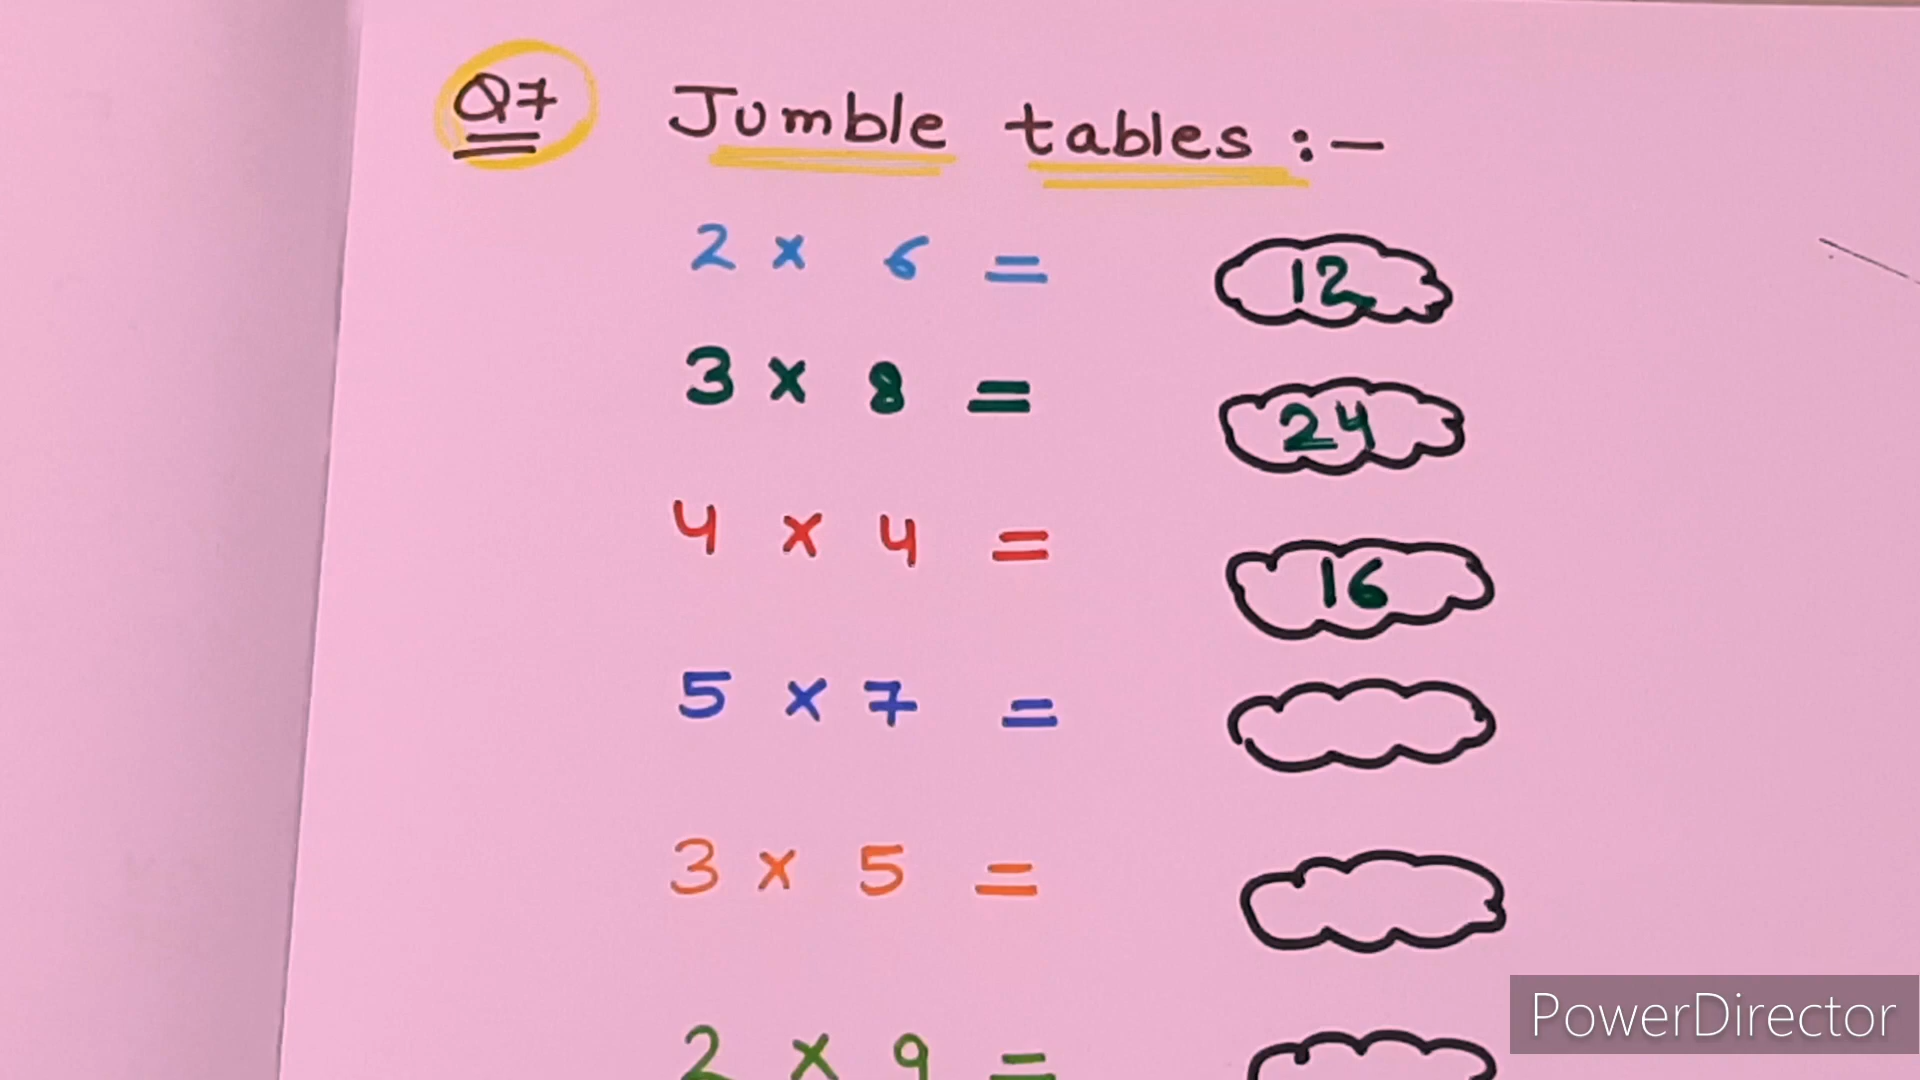 Q7 Jumble tables :-
2 × 6 = 12
3 × 8 = 24
4 × 4 = 16
5 × 7 =
3 × 5 =
2 × 9 =
PowerDirector